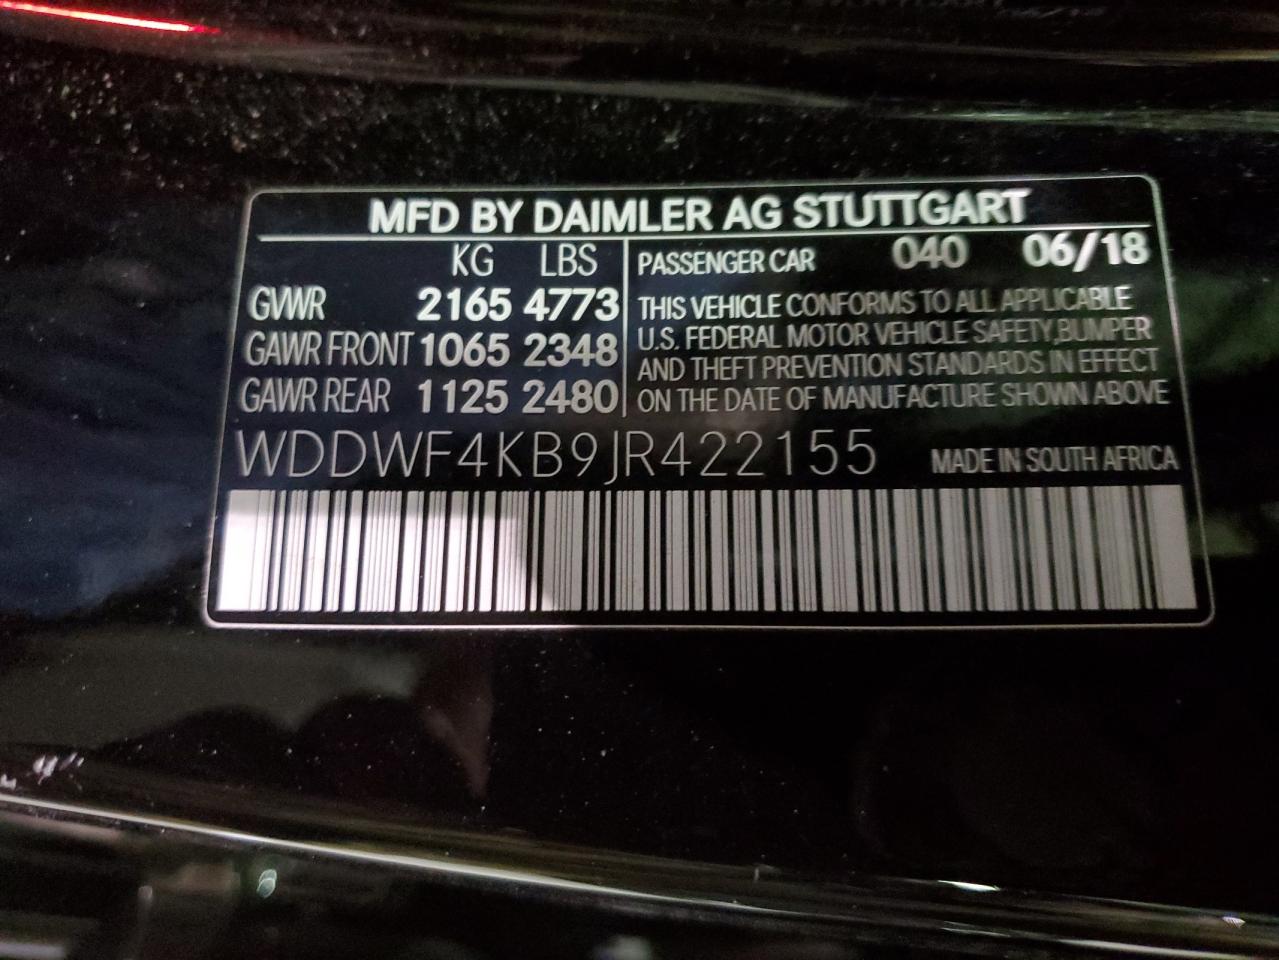 MFD BY DAIMLER AG STUTTGART
KG LBS
GVWR 2165 4773
GAWR FRONT 1065 2348
GAWR REAR 1125 2480
PASSENGER CAR 040 06/18
THIS VEHICLE CONFORMS TO ALL APPLICABLE
U.S. FEDERAL MOTOR VEHICLE SAFETY,BUMPER
AND THEFT PREVENTION STANDARDS IN EFFECT
ON THE DATE OF MANUFACTURE SHOWN ABOVE
WDDWF4KB9JR422155 MADE IN SOUTH AFRICA